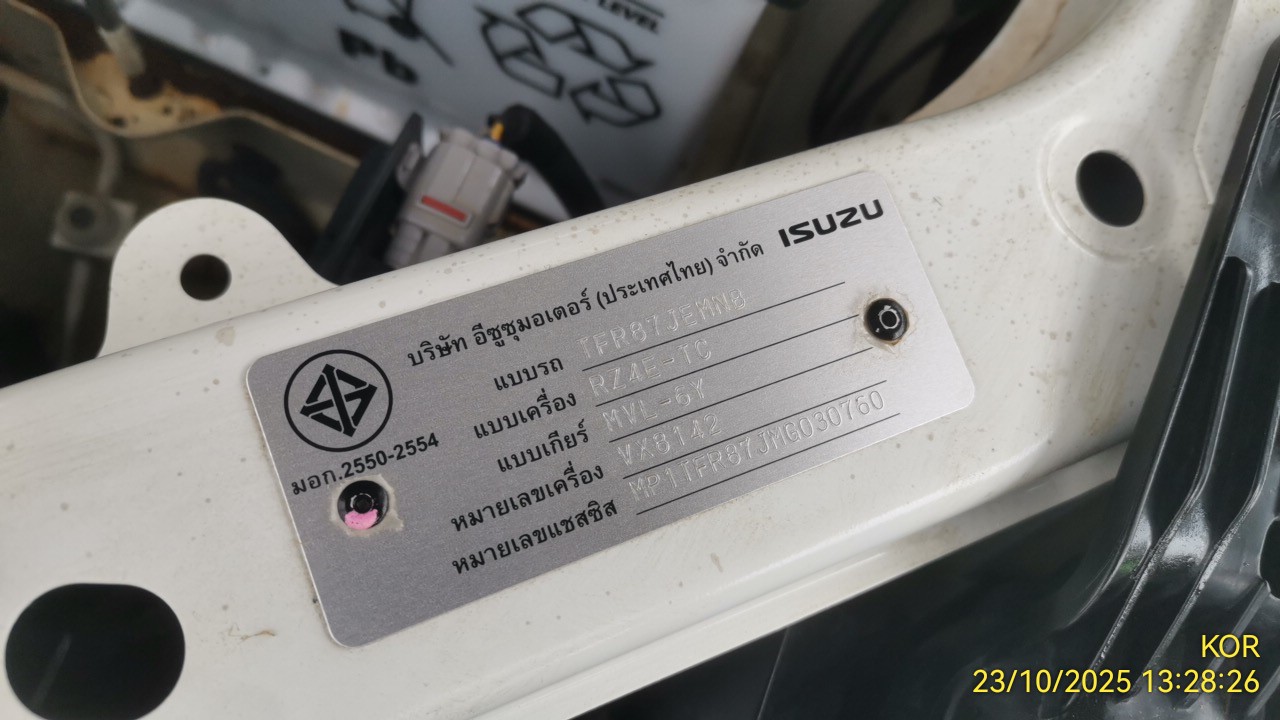 LEVEL
Pb
ISUZU
บริษัท อีซูซุมอเตอร์ (ประเทศไทย) จำกัด
แบบรถ TFR87JEMN8
แบบเครื่อง RZ4E-TC
แบบเกียร์ MVL-6Y
หมายเลขเครื่อง VX8142
หมายเลขแชสซิส MP1TFR87JMG030760
มอก.2550-2554
KOR
23/10/2025 13:28:26